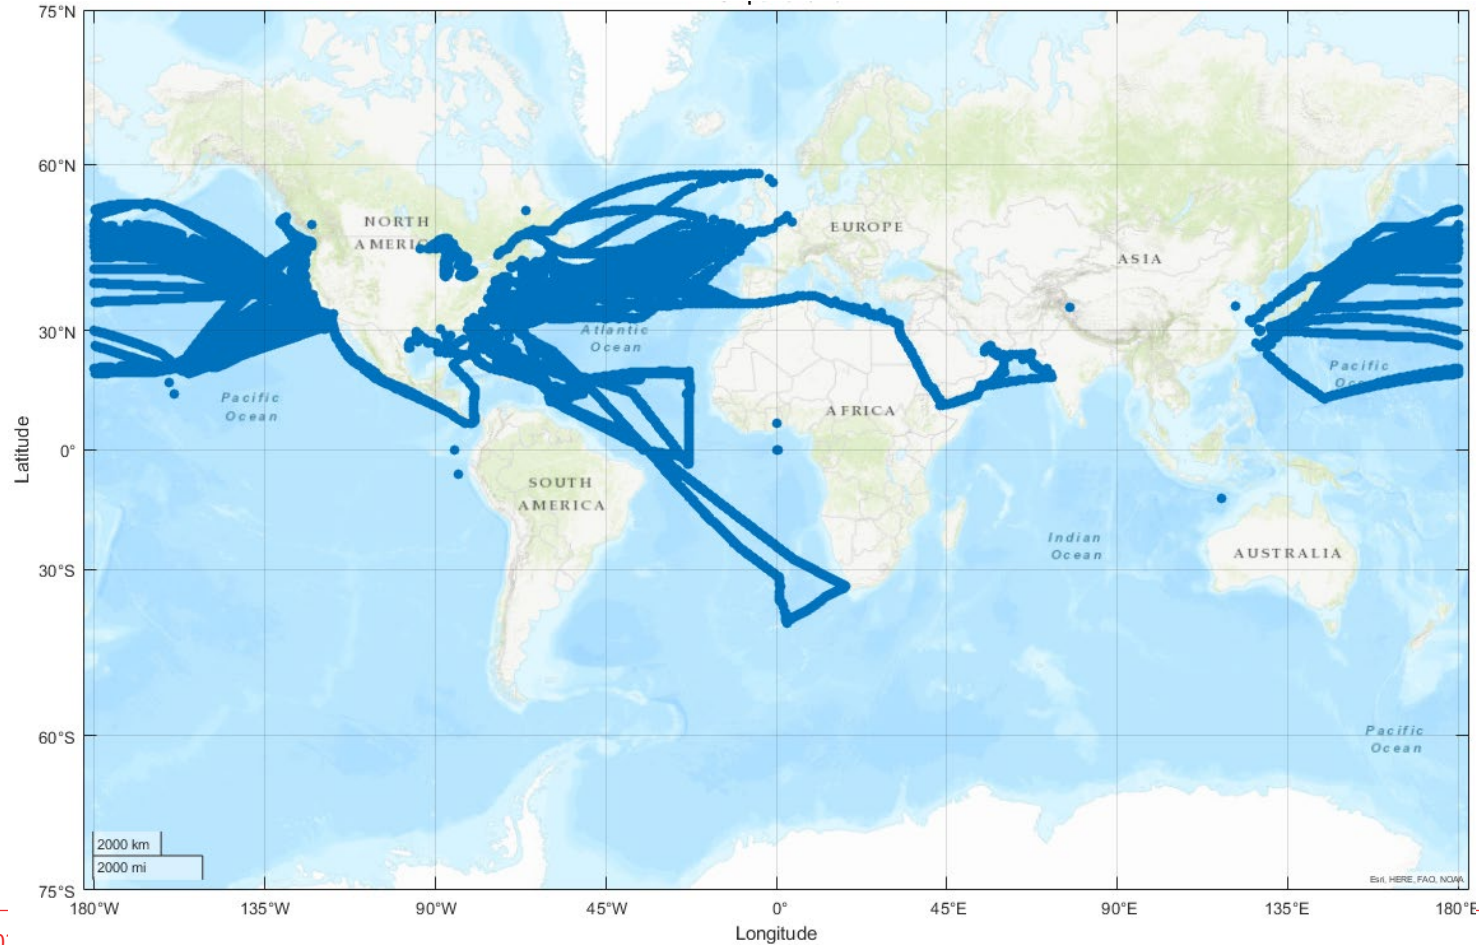 75°N
60°N
NORTH
AMERIC
EUROPE
ASIA
30°N
Atlantic
Ocean
Pacific
Ocean
Pacific
AFRICA
Latitude
0°
SOUTH
AMERICA
Indian
Ocean
AUSTRALIA
30°S
60°S
Pacific
Ocean
2000 km
2000 mi
Esri, HERE, FAO, NOAA
75°S
180°W
135°W
90°W
45°W
0°
45°E
90°E
135°E
180°E
Longitude